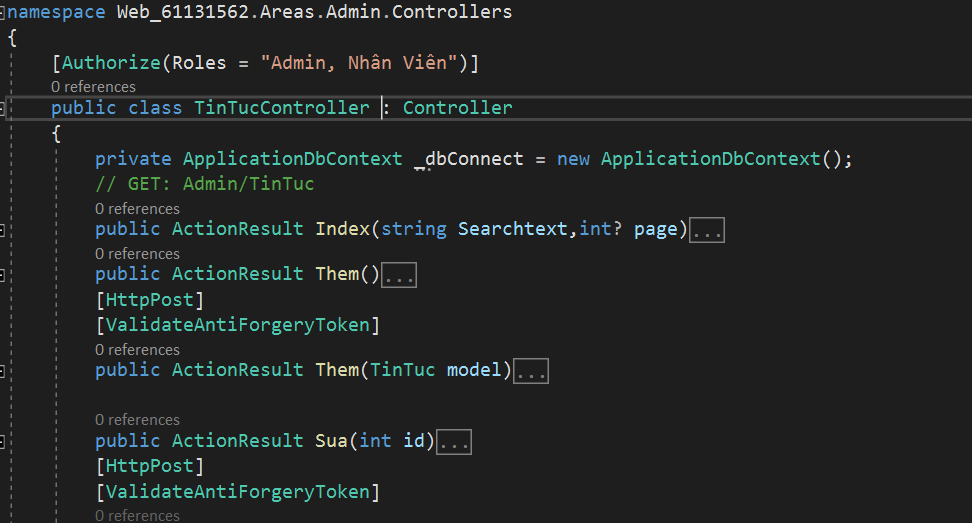 namespace Web_61131562.Areas.Admin.Controllers
{
[Authorize(Roles = "Admin, Nhân Viên")]
0 references
public class TinTucController : Controller
{
private ApplicationDbContext _dbConnect = new ApplicationDbContext();
// GET: Admin/TinTuc
0 references
public ActionResult Index(string Searchtext,int? page)...
0 references
public ActionResult Them()...
[HttpPost]
[ValidateAntiForgeryToken]
0 references
public ActionResult Them(TinTuc model)...
0 references
public ActionResult Sua(int id)...
[HttpPost]
[ValidateAntiForgeryToken]
0 references